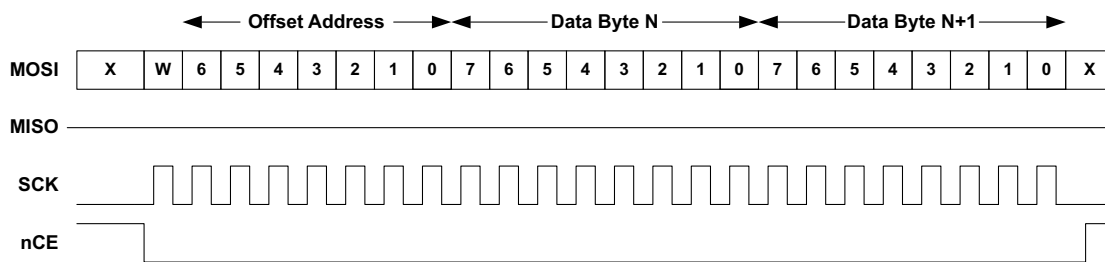 Offset Address Data Byte N Data Byte N+1
MOSI X W 6 5 4 3 2 1 0 7 6 5 4 3 2 1 0 7 6 5 4 3 2 1 0 X
MISO
SCK
nCE